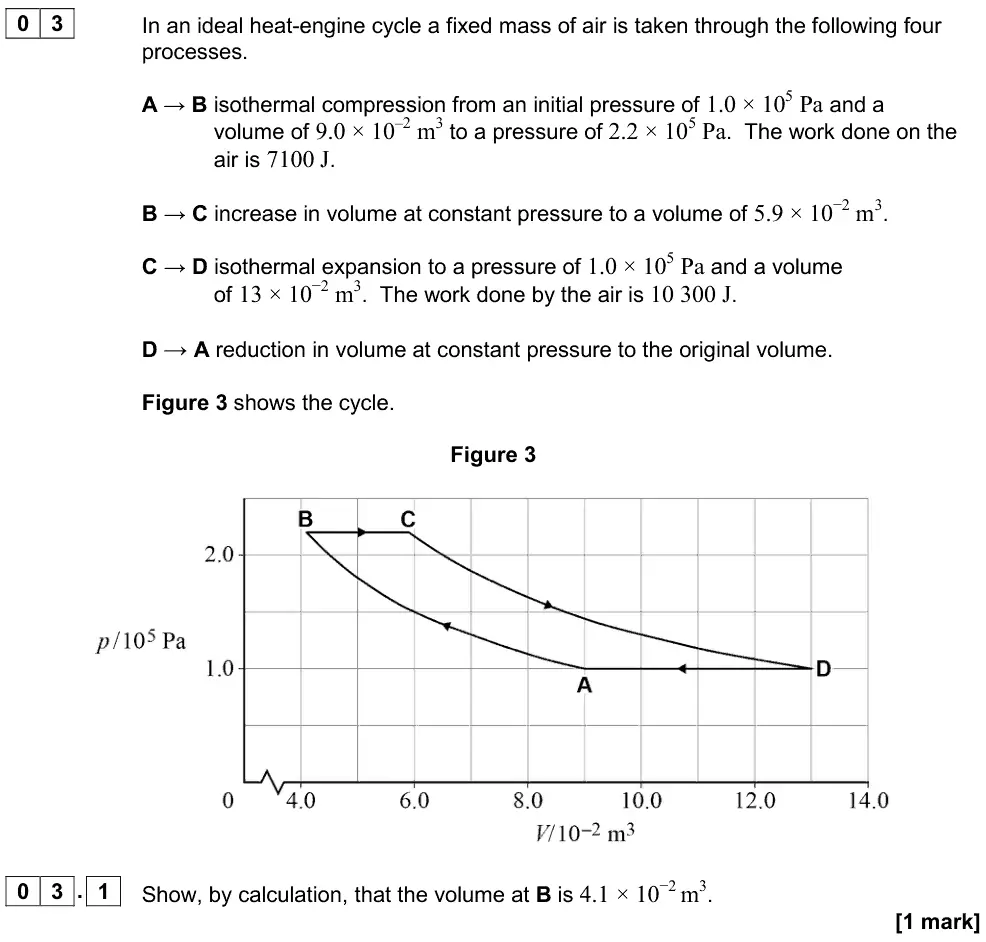 0 3 In an ideal heat-engine cycle a fixed mass of air is taken through the following four
processes.
A → B isothermal compression from an initial pressure of 1.0 × 10⁵ Pa and a
volume of 9.0 × 10⁻² m³ to a pressure of 2.2 × 10⁵ Pa. The work done on the
air is 7100 J.
B → C increase in volume at constant pressure to a volume of 5.9 × 10⁻² m³.
C → D isothermal expansion to a pressure of 1.0 × 10⁵ Pa and a volume
of 13 × 10⁻² m³. The work done by the air is 10 300 J.
D → A reduction in volume at constant pressure to the original volume.
Figure 3 shows the cycle.
Figure 3
B C
2.0
p/10⁵ Pa
1.0 D
A
0 4.0 6.0 8.0 10.0 12.0 14.0
V/10⁻² m³
0 3 . 1 Show, by calculation, that the volume at B is 4.1 × 10⁻² m³.
[1 mark]